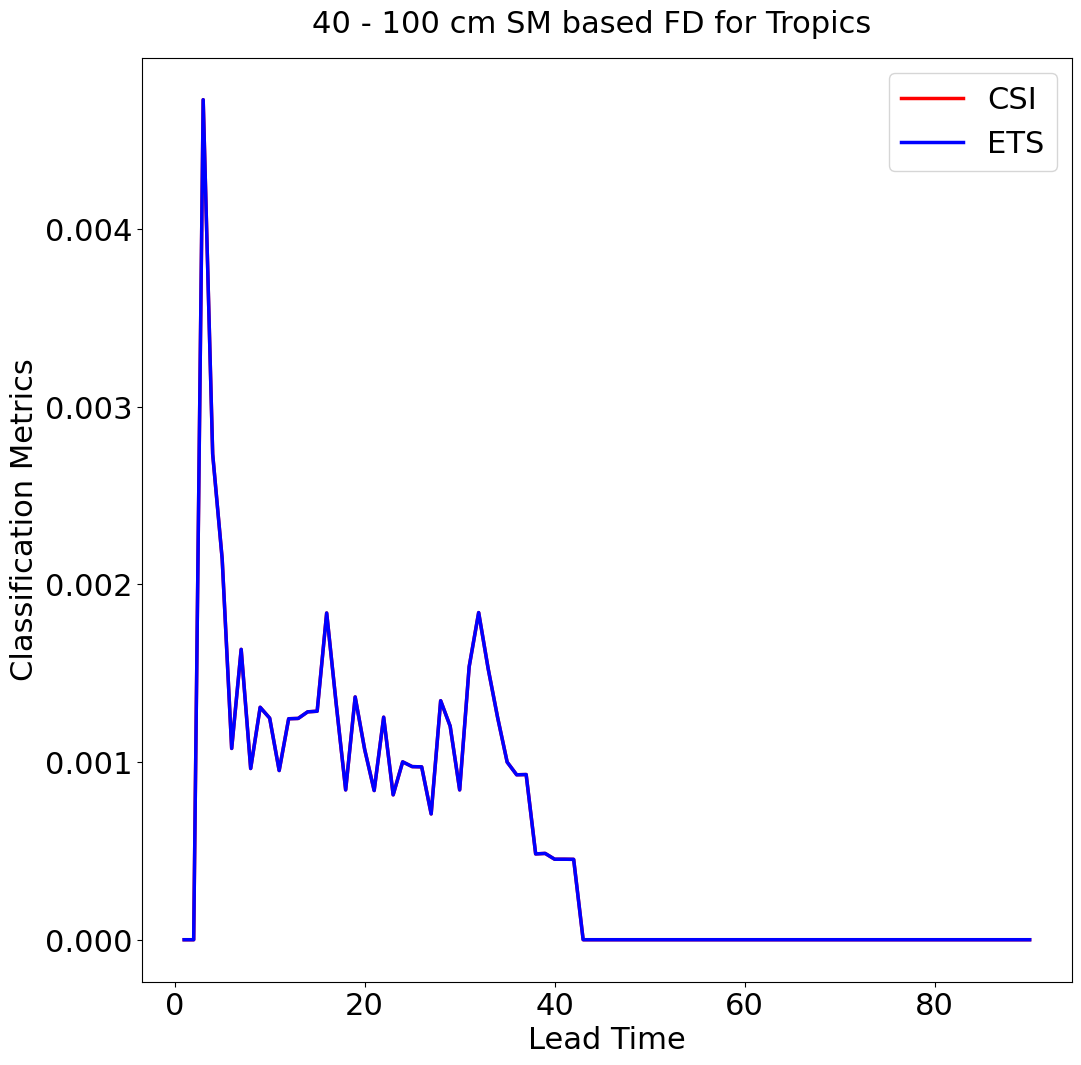 40 - 100 cm SM based FD for Tropics
CSI
ETS
Classification Metrics
0.004
0.003
0.002
0.001
0.000
0 20 40 60 80
Lead Time